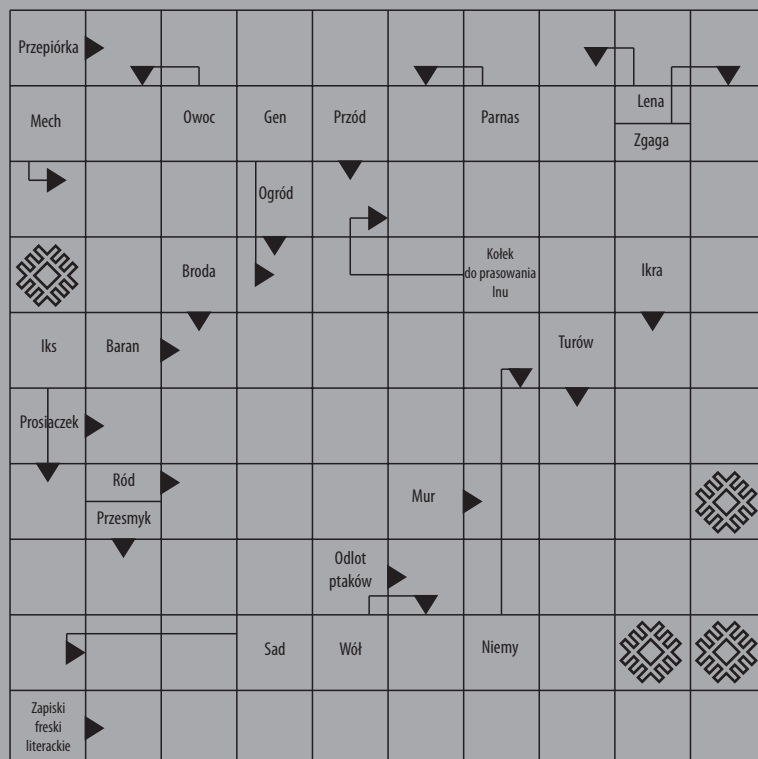 Przepiórka
Mech
Owoc
Gen
Przód
Parnas
Lena
Zgaga
Ogród
Broda
Kołek
do prasowania
lnu
Ikra
Iks
Baran
Turów
Prosiaczek
Ród
Przesmyk
Mur
Odlot
ptaków
Sad
Wół
Niemy
Zapiski
freski
literackie